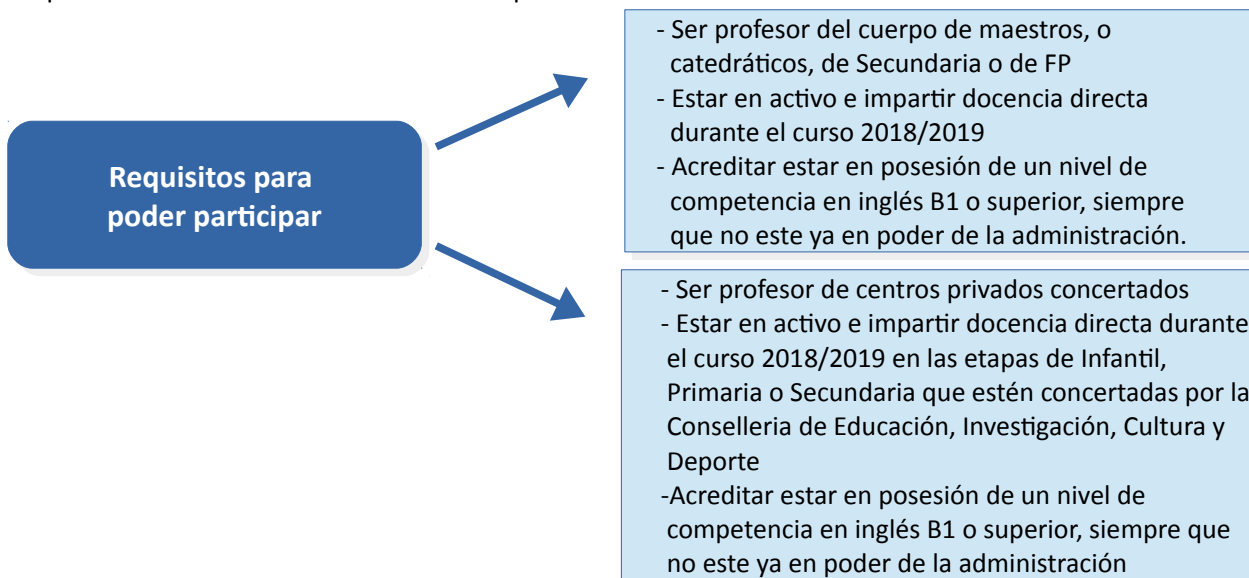 Requisitos para
poder participar
- Ser profesor del cuerpo de maestros, o
catedráticos, de Secundaria o de FP
- Estar en activo e impartir docencia directa
durante el curso 2018/2019
- Acreditar estar en posesión de un nivel de
competencia en inglés B1 o superior, siempre
que no este ya en poder de la administración.
- Ser profesor de centros privados concertados
- Estar en activo e impartir docencia directa durante
el curso 2018/2019 en las etapas de Infantil,
Primaria o Secundaria que estén concertadas por la
Conselleria de Educación, Investigación, Cultura y
Deporte
-Acreditar estar en posesión de un nivel de
competencia en inglés B1 o superior, siempre que
no este ya en poder de la administración